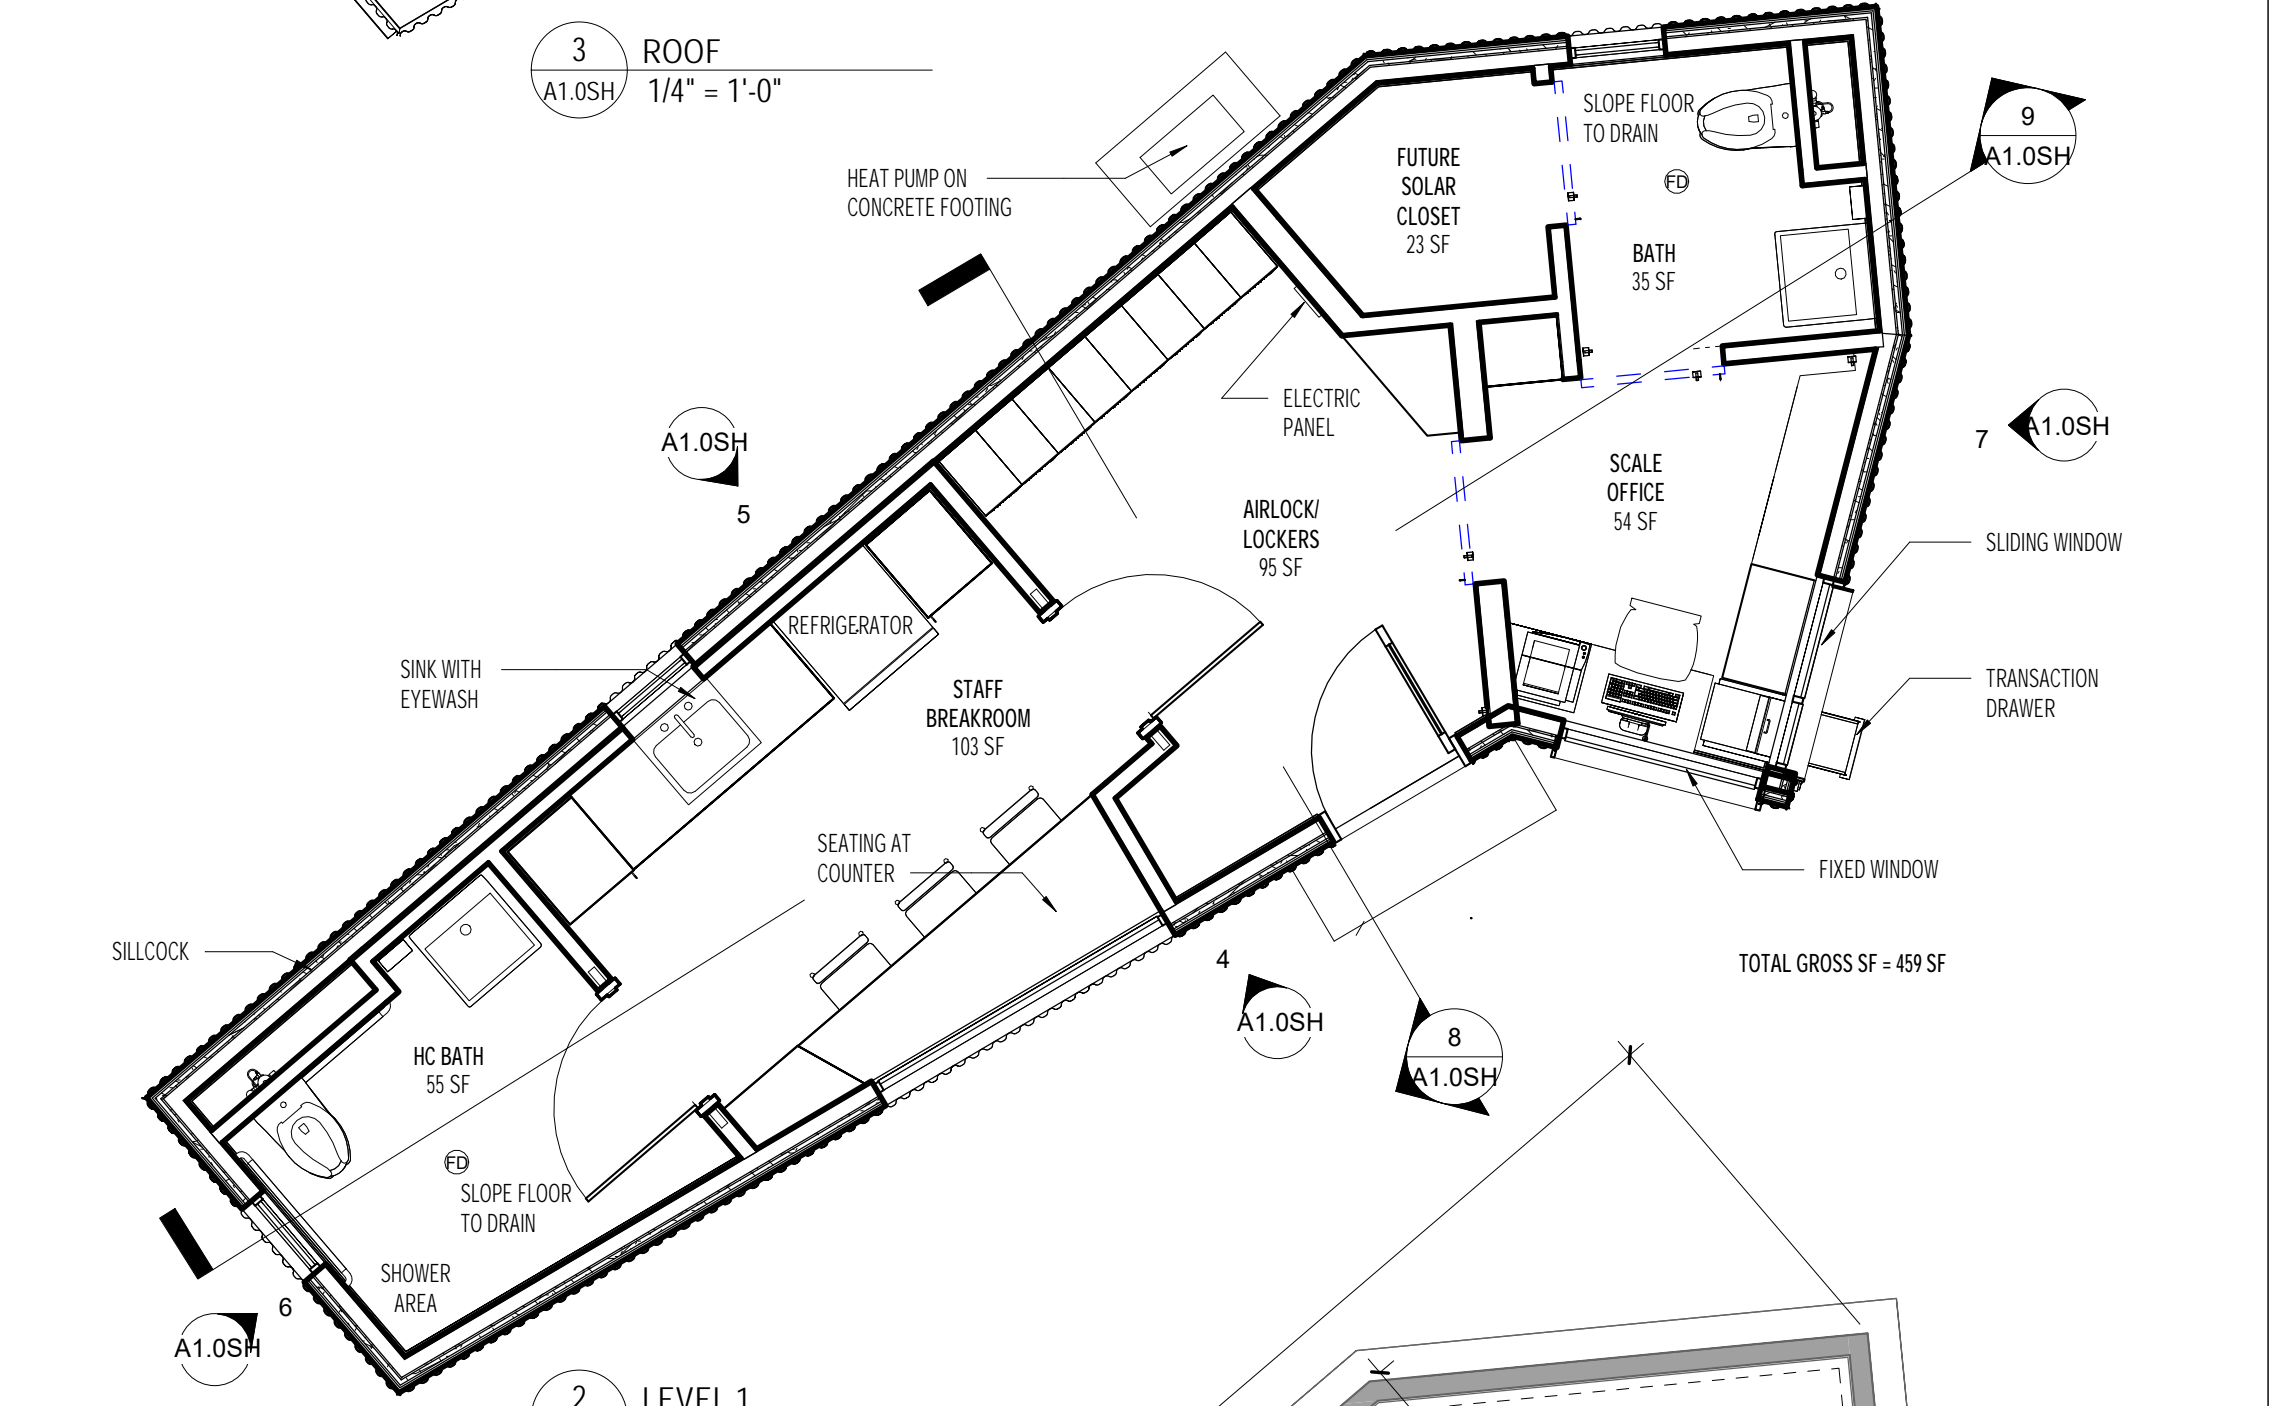 3
ROOF
A1.0SH
1/4" = 1'-0"
HEAT PUMP ON
CONCRETE FOOTING
FUTURE
SOLAR
CLOSET
23 SF
SLOPE FLOOR
TO DRAIN
FD
BATH
35 SF
9
A1.0SH
ELECTRIC
PANEL
A1.0SH
5
7
A1.0SH
SCALE
OFFICE
54 SF
AIRLOCK/
LOCKERS
95 SF
SLIDING WINDOW
REFRIGERATOR
SINK WITH
EYEWASH
STAFF
BREAKROOM
103 SF
TRANSACTION
DRAWER
SEATING AT
COUNTER
FIXED WINDOW
SILLCOCK
4
A1.0SH
TOTAL GROSS SF = 459 SF
8
A1.0SH
HC BATH
55 SF
FD
SLOPE FLOOR
TO DRAIN
SHOWER
AREA
6
A1.0SH
2
LEVEL 1